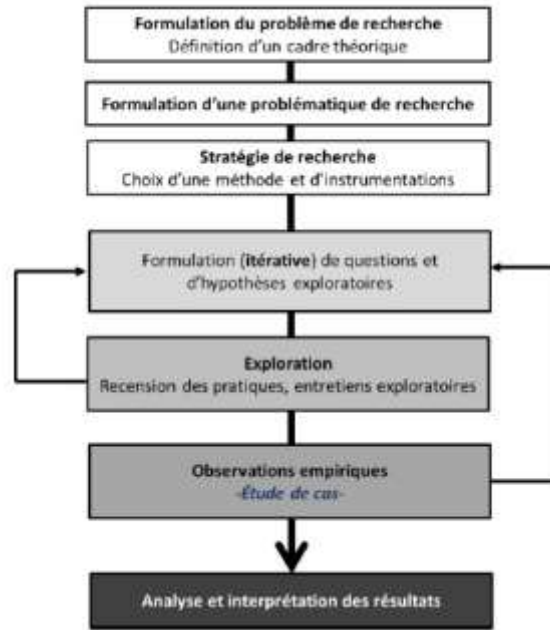 Formulation du problème de recherche
Définition d'un cadre théorique
Formulation d'une problématique de recherche
Stratégie de recherche
Choix d'une méthode et d'instrumentations
Formulation (itérative) de questions et
d'hypothèses exploratoires
Exploration
Recension des pratiques, entretiens exploratoires
Observations empiriques
-Étude de cas-
Analyse et interprétation des résultats